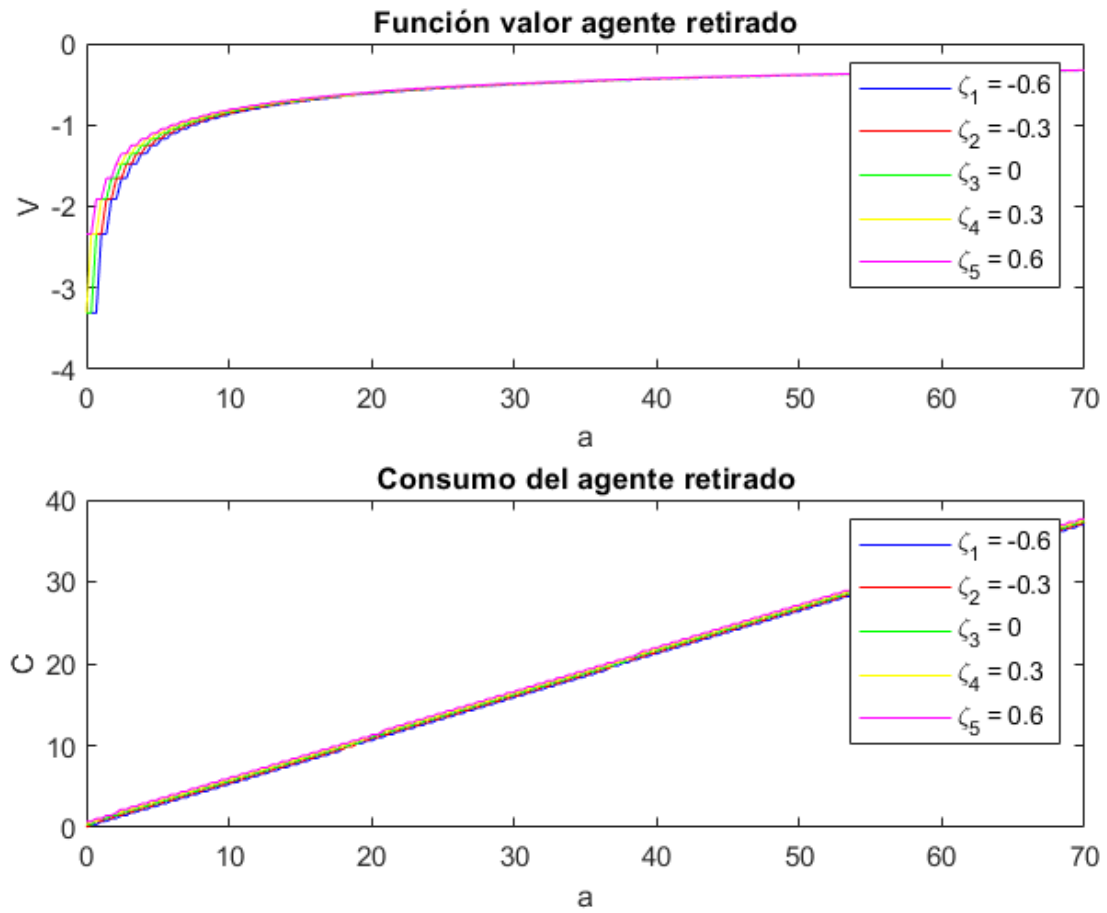 Función valor agente retirado
0
-1
-2
-3
-4
V
0 10 20 30 40 50 60 70
a
ζ1 = -0.6
ζ2 = -0.3
ζ3 = 0
ζ4 = 0.3
ζ5 = 0.6
Consumo del agente retirado
40
30
20
10
0
C
0 10 20 30 40 50 60 70
a
ζ1 = -0.6
ζ2 = -0.3
ζ3 = 0
ζ4 = 0.3
ζ5 = 0.6